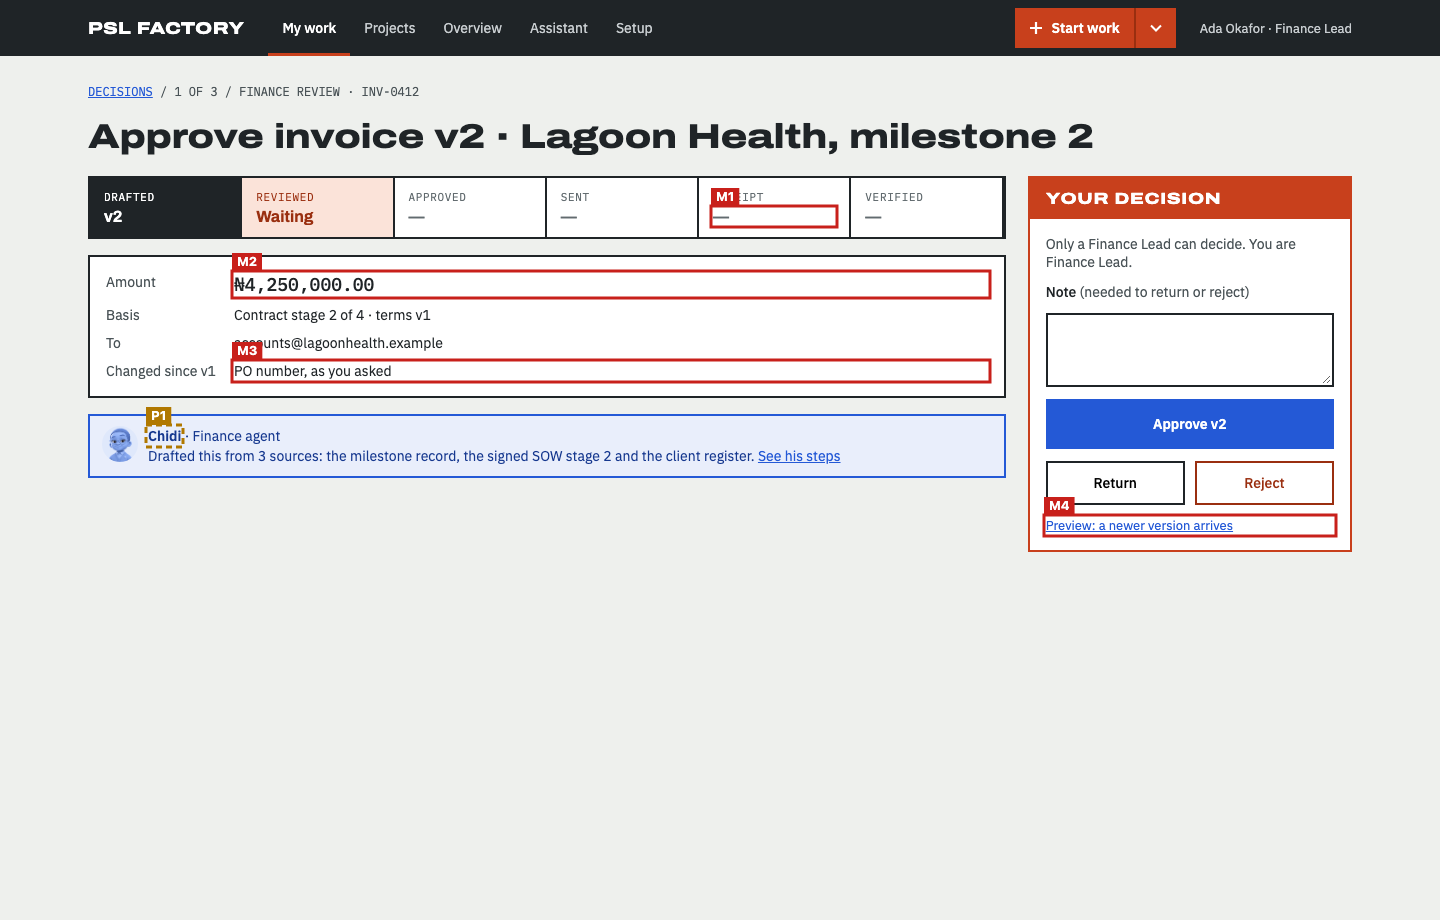 PSL FACTORY
My work
Projects
Overview
Assistant
Setup
+ Start work
Ada Okafor · Finance Lead
DECISIONS / 1 OF 3 / FINANCE REVIEW · INV-0412
Approve invoice v2 · Lagoon Health, milestone 2
DRAFTED
v2
REVIEWED
Waiting
APPROVED
—
SENT
—
M1
—
VERIFIED
—
M2
Amount
₦4,250,000.00
Basis
Contract stage 2 of 4 · terms v1
To
M3
Changed since v1
PO number, as you asked
P1
Chidi · Finance agent
Drafted this from 3 sources: the milestone record, the signed SOW stage 2 and the client register. See his steps
YOUR DECISION
Only a Finance Lead can decide. You are
Finance Lead.
Note (needed to return or reject)
Approve v2
Return
Reject
M4
Preview: a newer version arrives